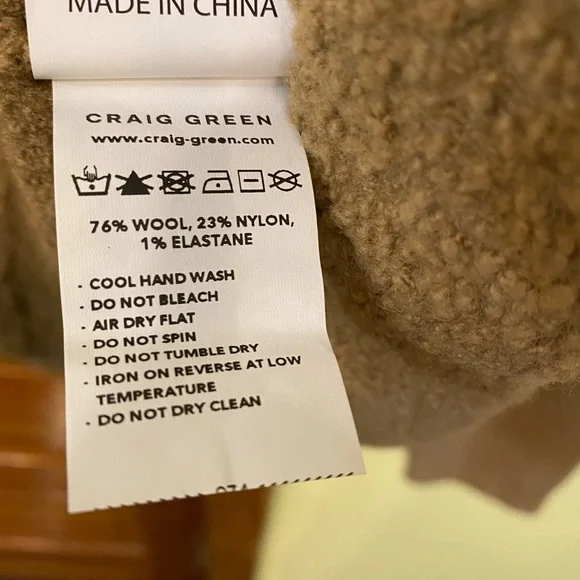 MADE IN CHINA
CRAIG GREEN
www.craig-green.com
76% WOOL, 23% NYLON,
1% ELASTANE
- COOL HAND WASH
- DO NOT BLEACH
- AIR DRY FLAT
- DO NOT SPIN
- DO NOT TUMBLE DRY
- IRON ON REVERSE AT LOW
TEMPERATURE
- DO NOT DRY CLEAN